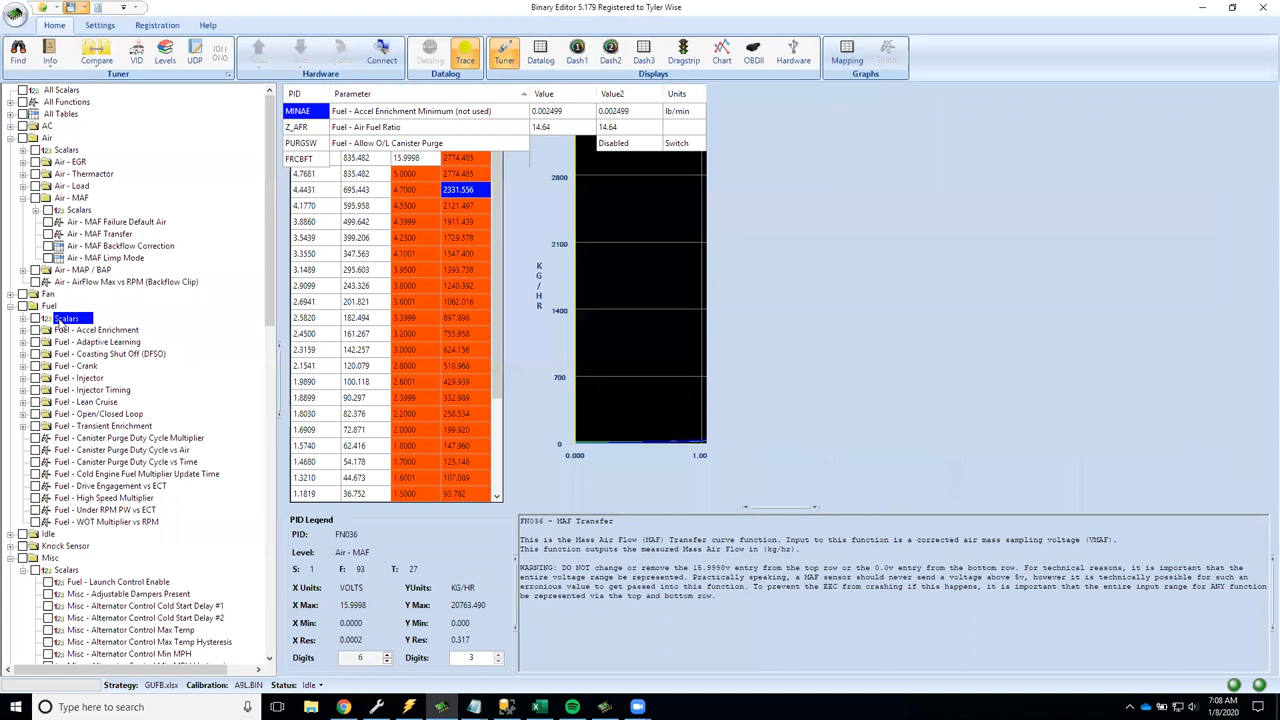 Binary Editor 5.179 Registered to Tyler Wise
Home Settings Registration Help
Find Info Compare VID Levels UDP Connect Datalog Trace Tuner Datalog Dash1 Dash2 Dash3 Dragstrip Chart OBDII Hardware Mapping
Tuner Hardware Datalog Displays Graphs
All Scalars
All Functions
All Tables
AC
Air
Scalars
Air - EGR
Air - Thermactor
Air - Load
Air - MAF
Scalars
Air - MAF Failure Default Air
Air - MAF Transfer
Air - MAF Backflow Correction
Air - MAF Limp Mode
Air - MAP / BAP
Air - AirFlow Max vs RPM (Backflow Clip)
Fan
Fuel
Scalars
Fuel - Accel Enrichment
Fuel - Adaptive Learning
Fuel - Coasting Shut Off (DFSO)
Fuel - Crank
Fuel - Injector
Fuel - Injector Timing
Fuel - Lean Cruise
Fuel - Open/Closed Loop
Fuel - Transient Enrichment
Fuel - Canister Purge Duty Cycle Multiplier
Fuel - Canister Purge Duty Cycle vs Air
Fuel - Canister Purge Duty Cycle vs Time
Fuel - Cold Engine Fuel Multiplier Update Time
Fuel - Drive Engagement vs ECT
Fuel - High Speed Multiplier
Fuel - Under RPM PW vs ECT
Fuel - WOT Multiplier vs RPM
Idle
Knock Sensor
Misc
Scalars
Fuel - Launch Control Enable
Misc - Adjustable Dampers Present
Misc - Alternator Control Cold Start Delay #1
Misc - Alternator Control Cold Start Delay #2
Misc - Alternator Control Max Temp
Misc - Alternator Control Max Temp Hysteresis
Misc - Alternator Control Min MPH
PID Parameter Value Value2 Units
MINAE Fuel - Accel Enrichment Minimum (not used) 0.002499 0.002499 lb/min
Z_AFR Fuel - Air Fuel Ratio 14.64 14.64
PURGSW Fuel - Allow O/L Canister Purge Disabled Switch
FRCBFT 835.482 15.9998 2774.485
4.7681 835.482 5.0000 2774.485
4.4431 695.443 4.7000 2331.556
4.1770 595.958 4.5500 2121.497
3.8860 499.642 4.3999 1911.439
3.5439 399.206 4.2500 1729.578
3.3550 347.563 4.1001 1547.400
3.1489 295.603 3.9500 1393.738
2.9099 243.326 3.8000 1240.392
2.6941 201.821 3.6001 1062.016
2.5820 182.494 3.3999 897.898
2.4500 161.267 3.2000 755.958
2.3159 142.257 3.0000 624.156
2.1541 120.079 2.8000 518.968
1.9890 100.118 2.6001 429.939
1.8899 90.297 2.3999 332.989
1.8030 82.376 2.2000 258.534
1.6909 72.871 2.0000 199.920
1.5740 62.416 1.8000 147.960
1.4680 54.178 1.7000 125.148
1.3210 44.673 1.6001 107.089
1.1819 36.752 1.5000 93.782
2800
2100
KG/HR
1400
700
0
0.000 1.00
PID Legend
PID: FN036
Level: Air - MAF
S: 1 F: 93 T: 27
X Units: VOLTS YUnits: KG/HR
X Max: 15.9998 Y Max: 20763.490
X Min: 0.0000 Y Min: 0.000
X Res: 0.0002 Y Res: 0.317
Digits 6 Digits: 3
FN036 - MAF Transfer
This is the Mass Air Flow (MAF) Transfer curve function. Input to this function is a corrected air mass sampling voltage (VMAF).
This function outputs the measured Mass Air Flow in (kg/hr).
WARNING: DO NOT change or remove the 15.9998v entry from the top row or the 0.0v entry from the bottom row. For technical reasons, it is important that the
entire voltage range be represented. Practically speaking, a MAF sensor should never send a voltage above 5v, however it is technically possible for such an
erronious value to get passed into this function. To prevent the EEC from crashing if this happens, it is important that the entire input range for ANY function
be represented via the top and bottom row.
Strategy: GUFB.xlsx Calibration: A9L.BIN Status: Idle
Type here to search
7:08 AM
1/8/2020